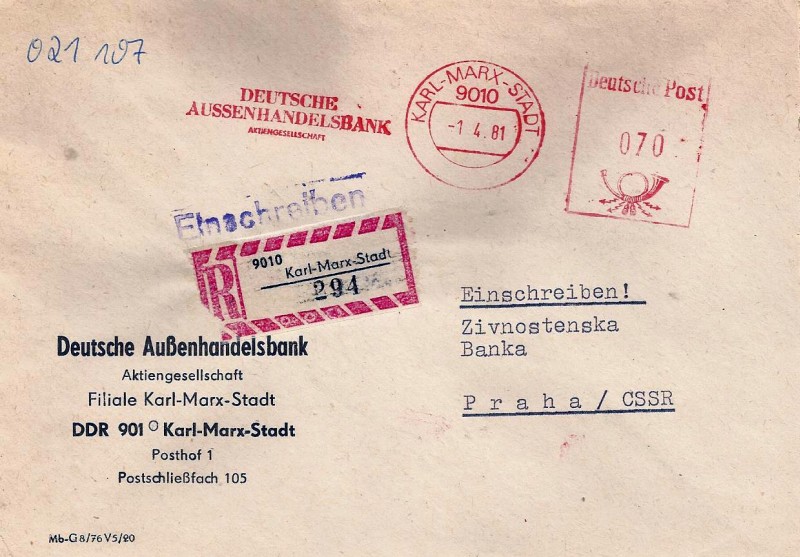 021 107
DEUTSCHE
AUSSENHANDELSBANK
AKTIENGESELLSCHAFT
KARL-MARX-STADT
9010
-1 4.81
Deutsche Post
070
Einschreiben
R
9010
Karl-Marx-Stadt
294
Deutsche Außenhandelsbank
Aktiengesellschaft
Filiale Karl-Marx-Stadt
DDR 901 0 Karl-Marx-Stadt
Posthof 1
Postschließfach 105
Einschreiben!
Zivnostenska
Banka
Praha/CSSR
Mb-G 8/76 V 5/20